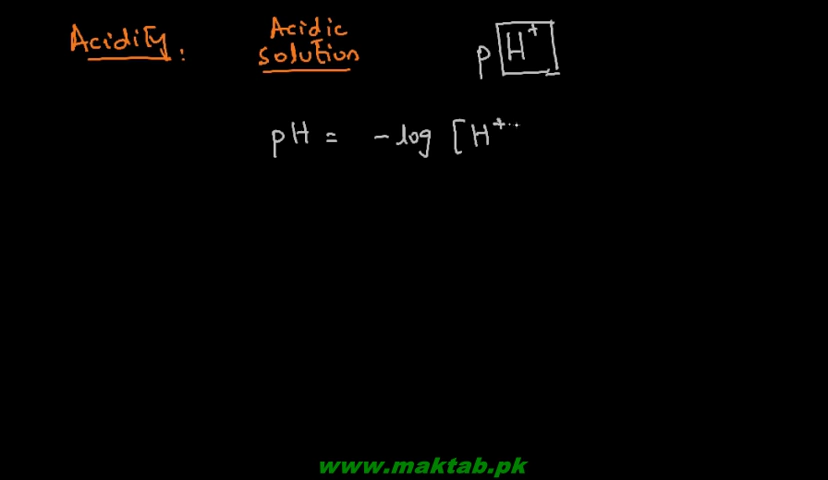 Acidity:
Acidic
solution
pH⁺
pH = -log [H⁺
www.maktab.pk